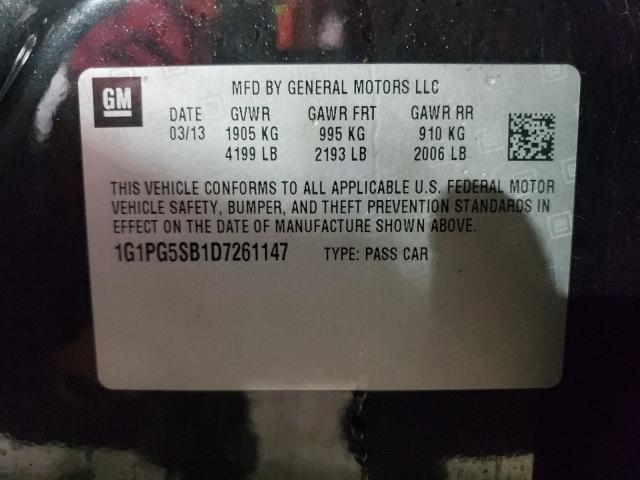 GM
MFD BY GENERAL MOTORS LLC
DATE GVWR GAWR FRT GAWR RR
03/13 1905 KG 995 KG 910 KG
4199 LB 2193 LB 2006 LB
THIS VEHICLE CONFORMS TO ALL APPLICABLE U.S. FEDERAL MOTOR
VEHICLE SAFETY, BUMPER, AND THEFT PREVENTION STANDARDS IN
EFFECT ON THE DATE OF MANUFACTURE SHOWN ABOVE.
1G1PG5SB1D7261147 TYPE: PASS CAR